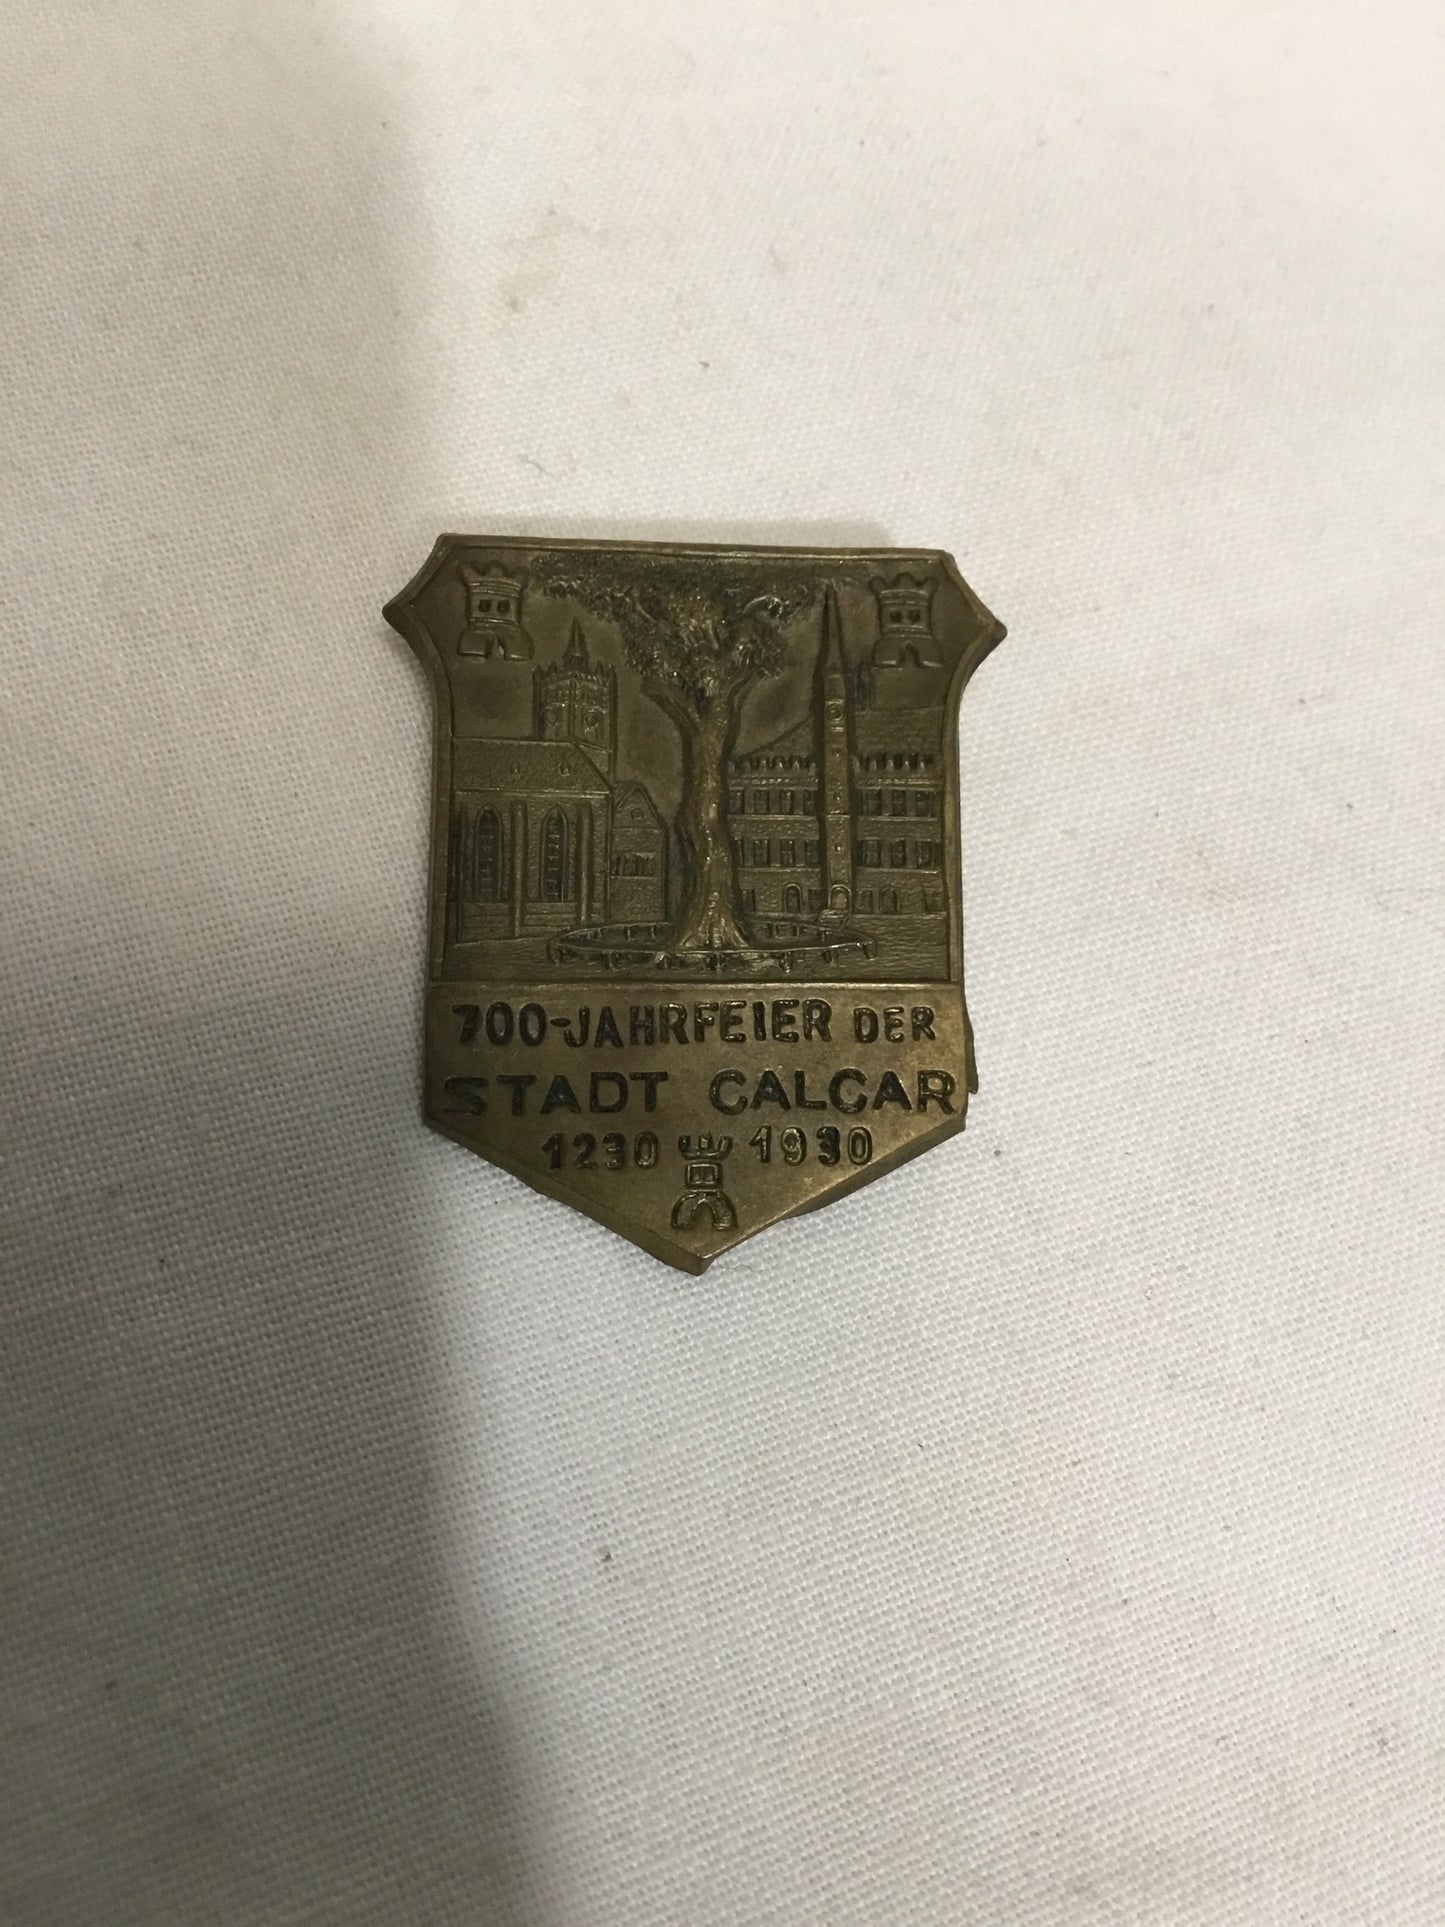 700-JAHRFEIER DER
STADT CALCAR
1230 1930